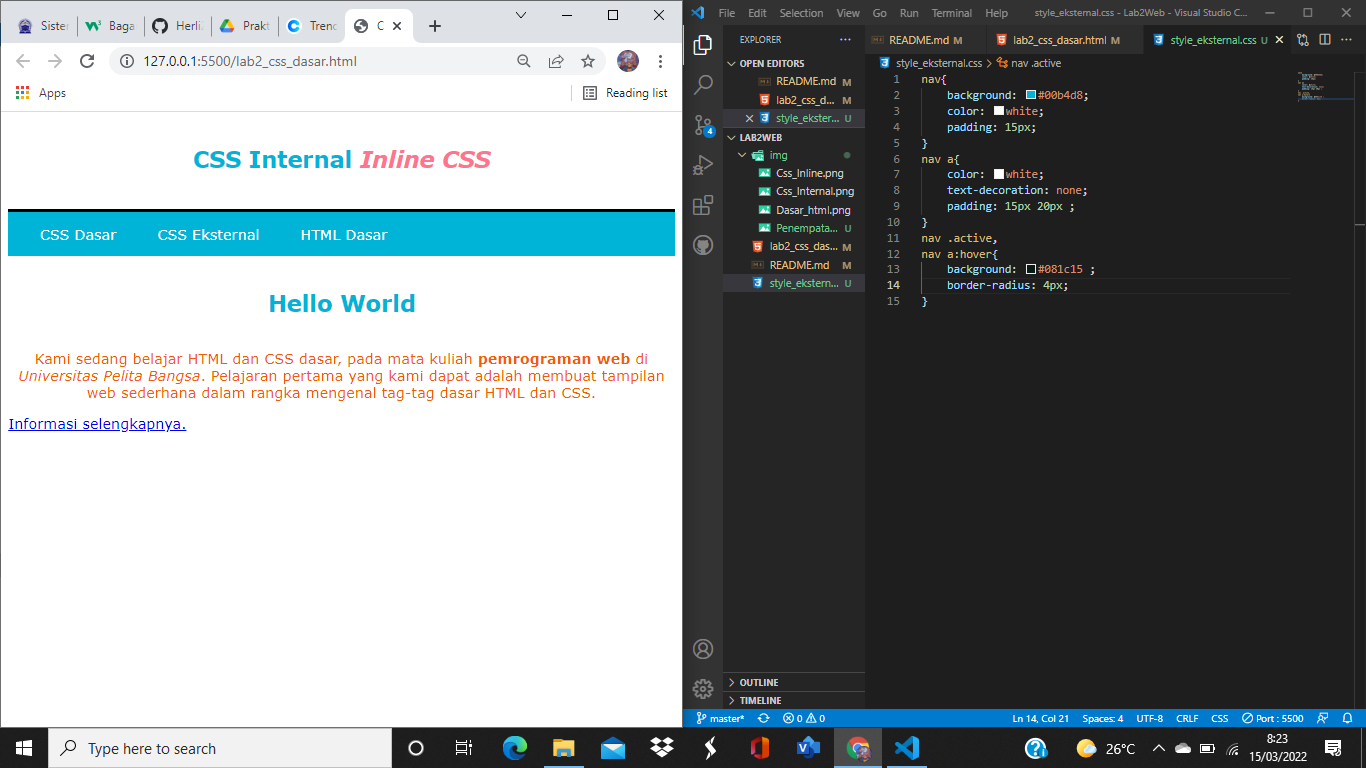 Sister
Baga
Herli
Prakt
Trenc
C
127.0.0.1:5500/lab2_css_dasar.html
Apps
Reading list
CSS Internal Inline CSS
CSS Dasar CSS Eksternal HTML Dasar
Hello World
Kami sedang belajar HTML dan CSS dasar, pada mata kuliah pemrograman web di
Universitas Pelita Bangsa. Pelajaran pertama yang kami dapat adalah membuat tampilan
web sederhana dalam rangka mengenal tag-tag dasar HTML dan CSS.
Informasi selengkapnya.
File Edit Selection View Go Run Terminal Help
style_eksternal.css - Lab2Web - Visual Studio C...
EXPLORER ...
OPEN EDITORS
README.md M
lab2_css_d... M
style_ekster... U
LAB2WEB
img
Css_Inline.png
Css_Internal.png
Dasar_html.png
Penempata... U
lab2_css_das... M
README.md M
style_ekstern... U
OUTLINE
TIMELINE
README.md M
lab2_css_dasar.html M
style_eksternal.css U
style_eksternal.css > nav .active
1 nav{
2 background: #00b4d8;
3 color: white;
4 padding: 15px;
5 }
6 nav a{
7 color: white;
8 text-decoration: none;
9 padding: 15px 20px ;
10 }
11 nav .active,
12 nav a:hover{
13 background: #081c15 ;
14 border-radius: 4px;
15 }
4
master*
0 0
Ln 14, Col 21
Spaces: 4
UTF-8
CRLF
CSS
Port : 5500
Type here to search
26°C
8:23
15/03/2022